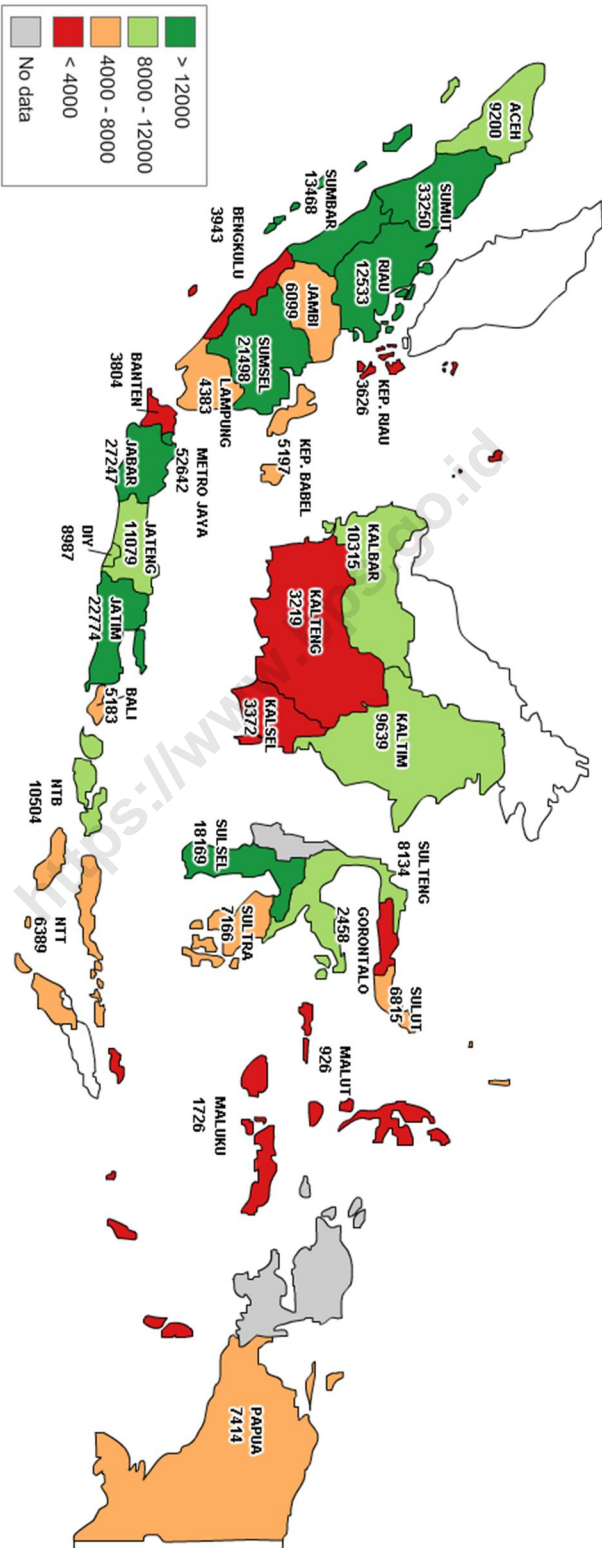 ACEH
9200
SUMUT
33250
SUMBAR
13468
RIAU
12533
BENGKULU
3943
JAMBI
6099
KEP. RIAU
3626
SUMSEL
21498
LAMPUNG
4383
KEP. BABEL
5197
BANTEN
3804
METRO JAYA
52642
JABAR
27247
JATENG
11079
DIY
8987
JATIM
22774
BALI
5183
NTB
10504
NTT
6389
KALBAR
10315
KALTENG
3219
KALSEL
3372
KALTIM
9639
SULTENG
8134
SULSEL
18169
GORONTALO
2458
SULTRA
7166
SULUT
6815
MALUT
926
MALUKU
1726
PAPUA
7414
> 12000
8000 - 12000
4000 - 8000
< 4000
No data
https://www.bps.go.id